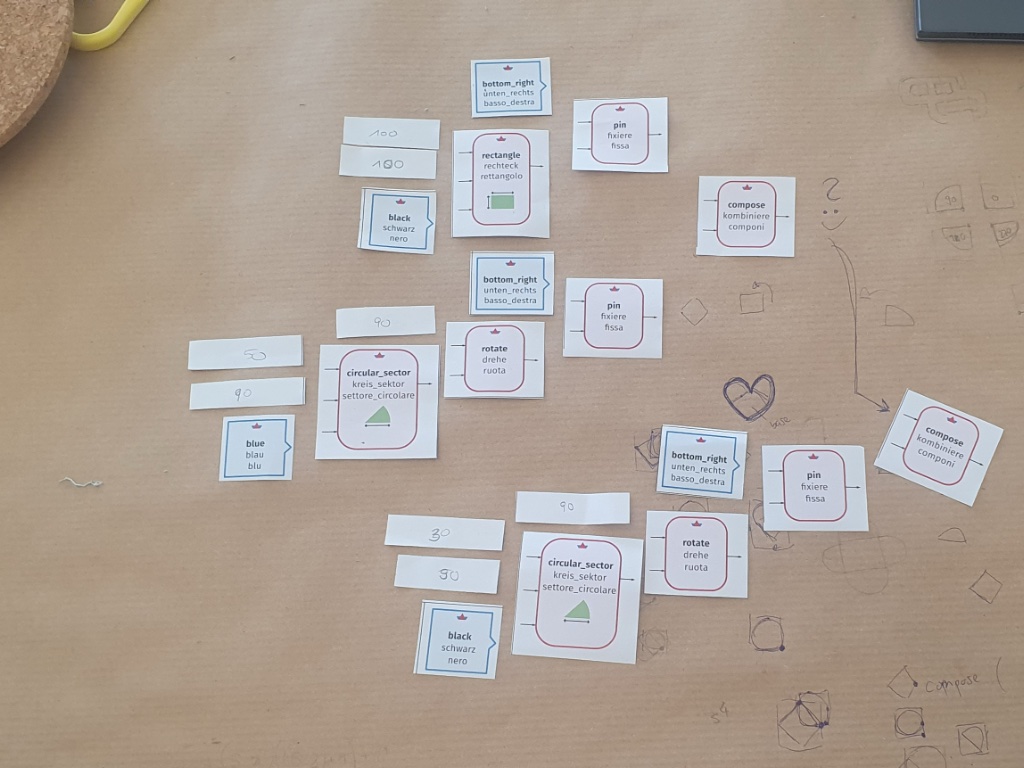 bottom_right
unten_rechts
basso_destra
pin
fixiere
fissa
100
100
rectangle
rechteck
rettangolo
black
schwarz
nero
compose
kombiniere
componi
?
bottom_right
unten_rechts
basso_destra
pin
fixiere
fissa
90
50
90
circular_sector
kreis_sektor
settore_circolare
rotate
drehe
ruota
blue
blau
blu
compose
kombiniere
componi
bottom_right
unten_rechts
basso_destra
pin
fixiere
fissa
90
30
90
circular_sector
kreis_sektor
settore_circolare
rotate
drehe
ruota
black
schwarz
nero
compose (